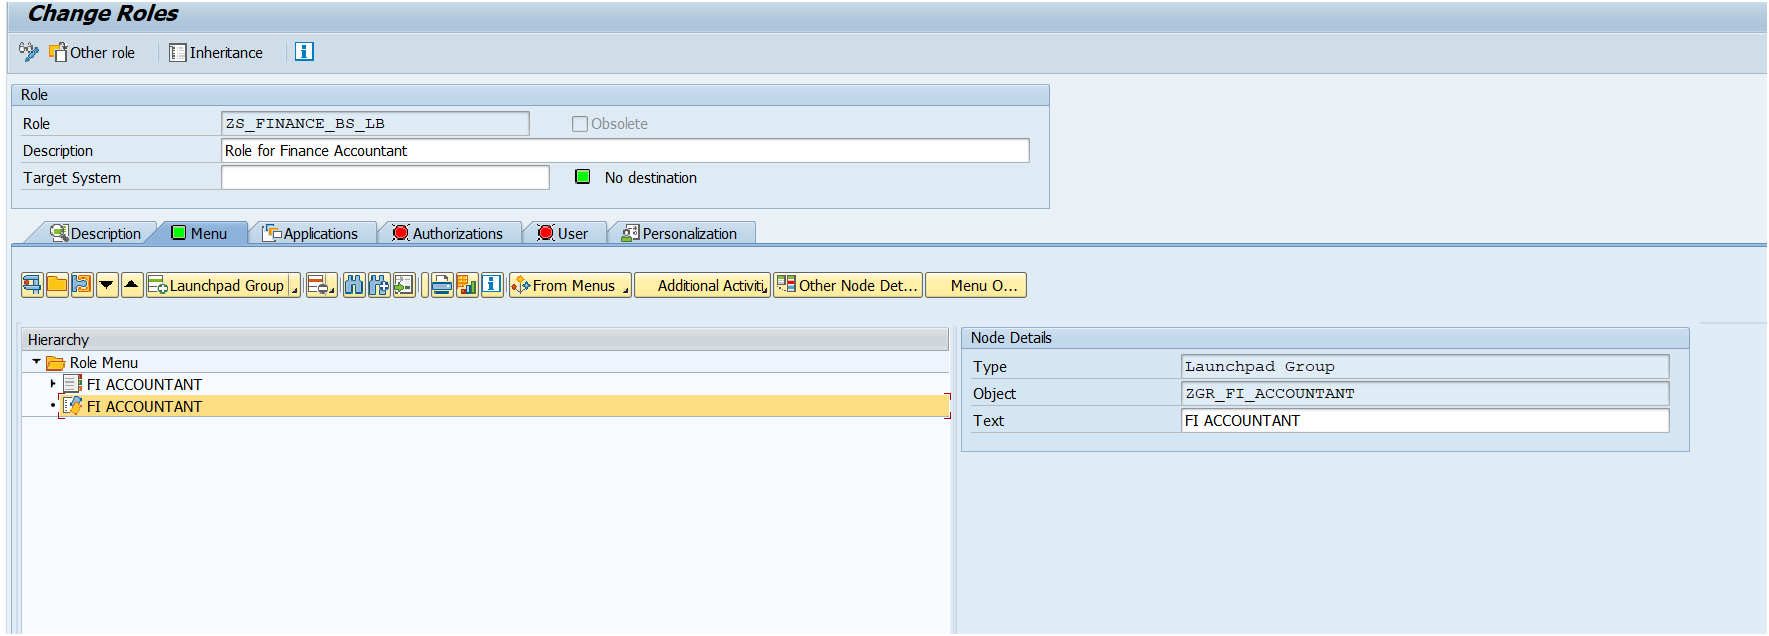 Change Roles
Other role Inheritance
Role
Role ZS_FINANCE_BS_LB Obsolete
Description Role for Finance Accountant
Target System No destination
Description Menu Applications Authorizations User Personalization
Launchpad Group From Menus Additional Activiti Other Node Det... Menu O...
Hierarchy
Role Menu
FI ACCOUNTANT
FI ACCOUNTANT
Node Details
Type Launchpad Group
Object ZGR_FI_ACCOUNTANT
Text FI ACCOUNTANT